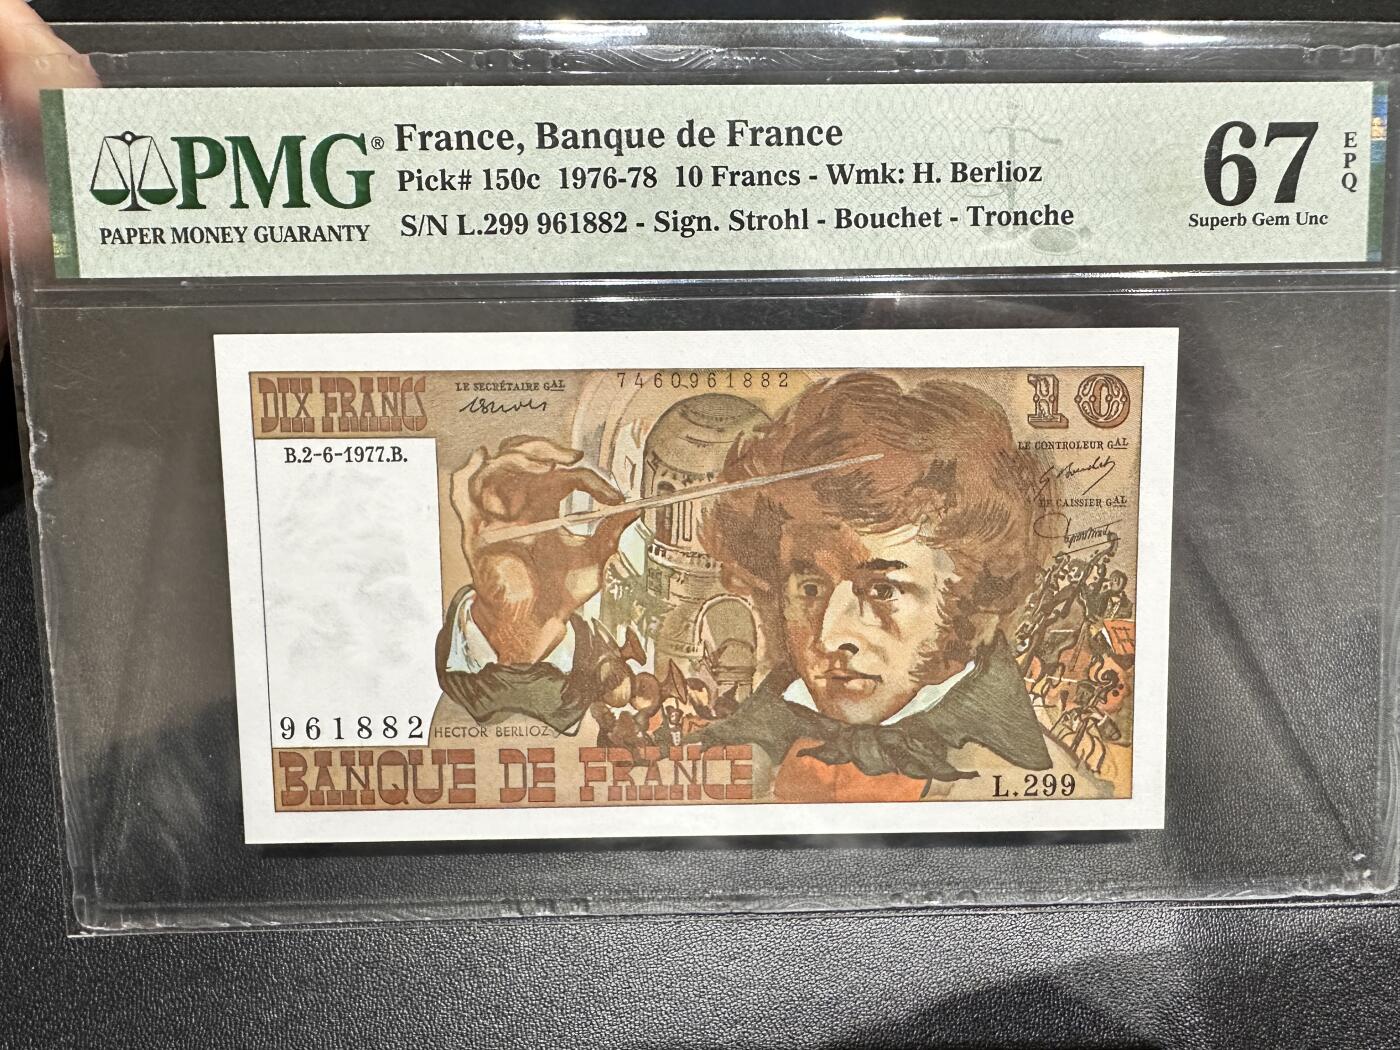 PMG®
PAPER MONEY GUARANTY
France, Banque de France
Pick# 150c 1976-78 10 Francs - Wmk: H. Berlioz
S/N L.299 961882 - Sign. Strohl - Bouchet - Tronche
67
EPQ
Superb Gem Unc
DIX FRANCS
LE SECRÉTAIRE GAL
7460961882
10
B.2-6-1977.B.
LE CONTROLEUR GAL
LE CAISSIER GAL
961882
HECTOR BERLIOZ
BANQUE DE FRANCE
L.299